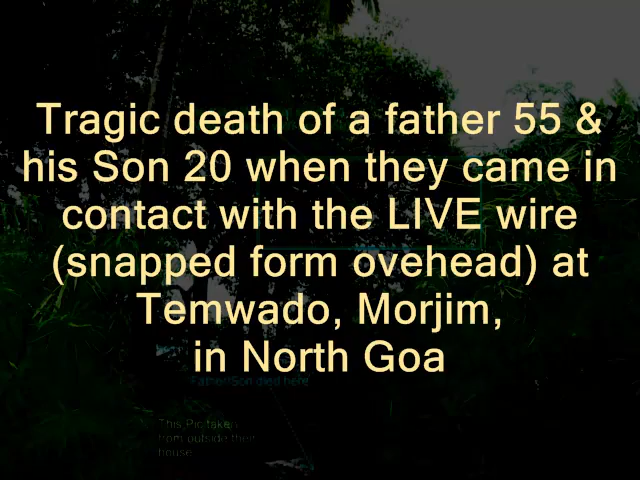 Tragic death of a father 55 &
his Son 20 when they came in
contact with the LIVE wire
(snapped form ovehead) at
Temwado, Morjim,
in North Goa
Father/Son died here
This Pic taken
from outside their
house